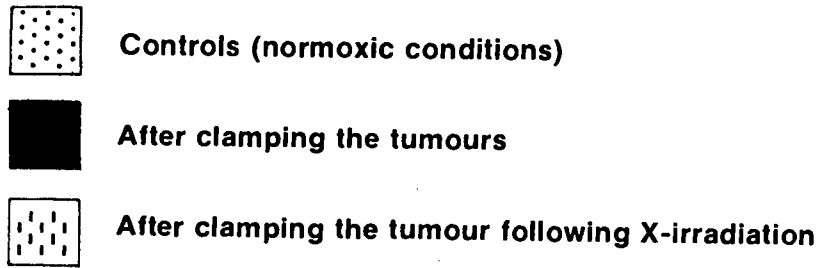 Controls (normoxic conditions)
After clamping the tumours
After clamping the tumour following X-irradiation